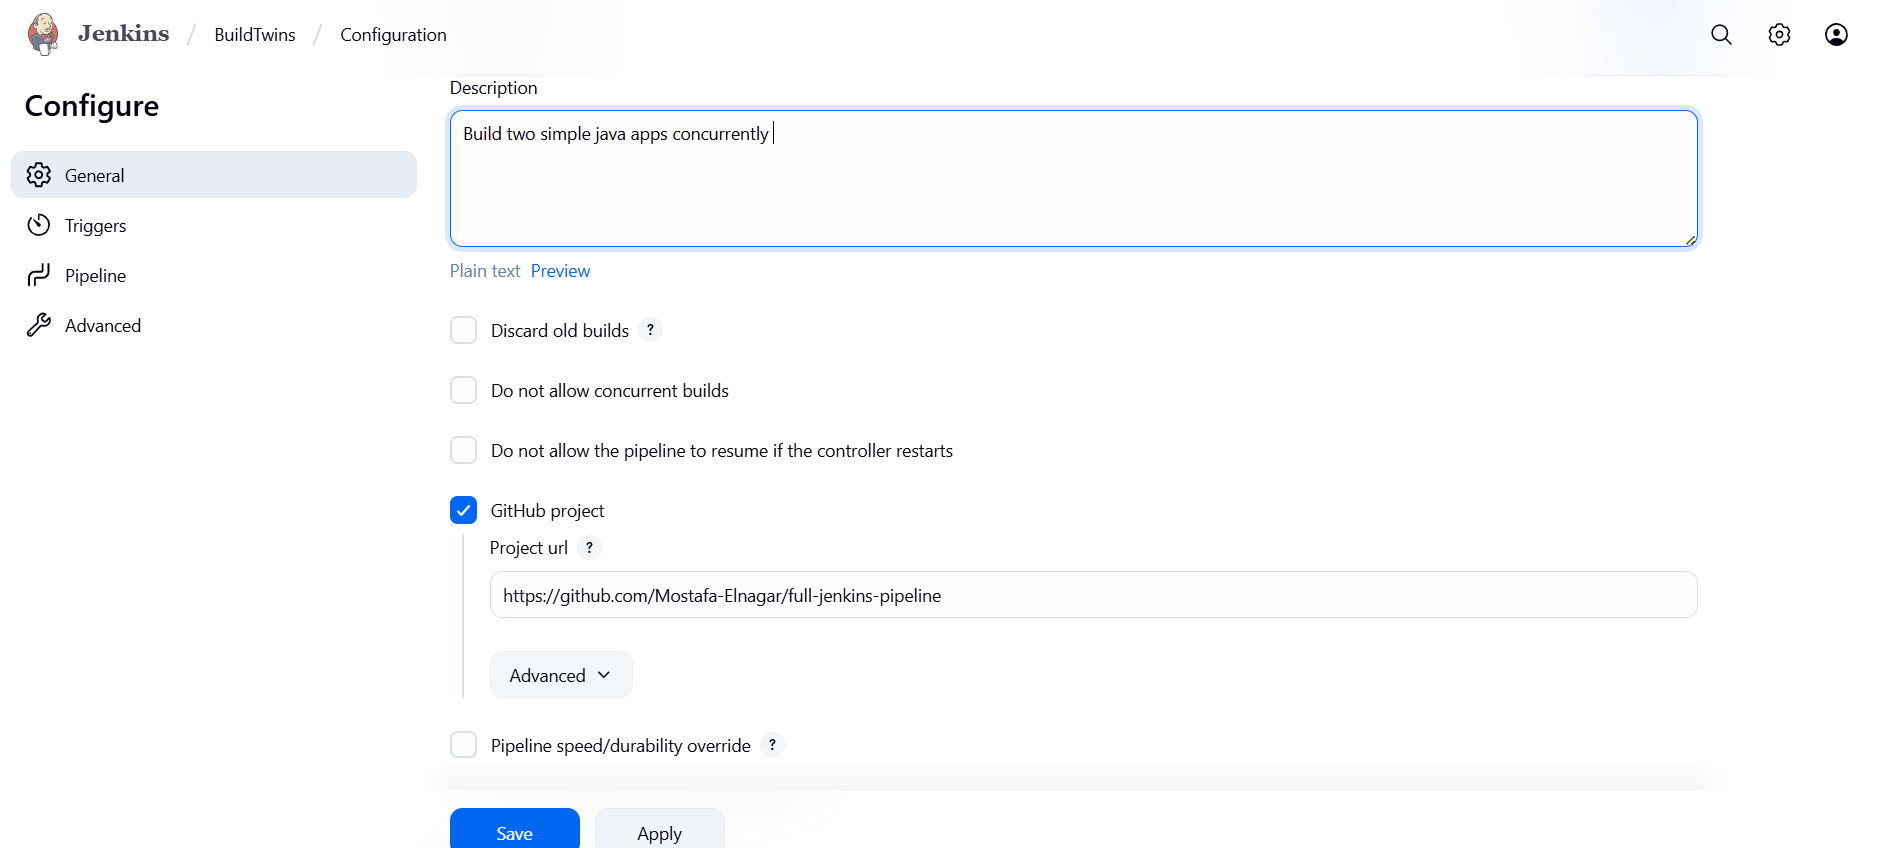 Jenkins / BuildTwins / Configuration
Configure
General
Triggers
Pipeline
Advanced
Description
Build two simple java apps concurrently
Plain text Preview
Discard old builds ?
Do not allow concurrent builds
Do not allow the pipeline to resume if the controller restarts
GitHub project
Project url ?
https://github.com/Mostafa-Elnagar/full-jenkins-pipeline
Advanced
Pipeline speed/durability override ?
Save Apply